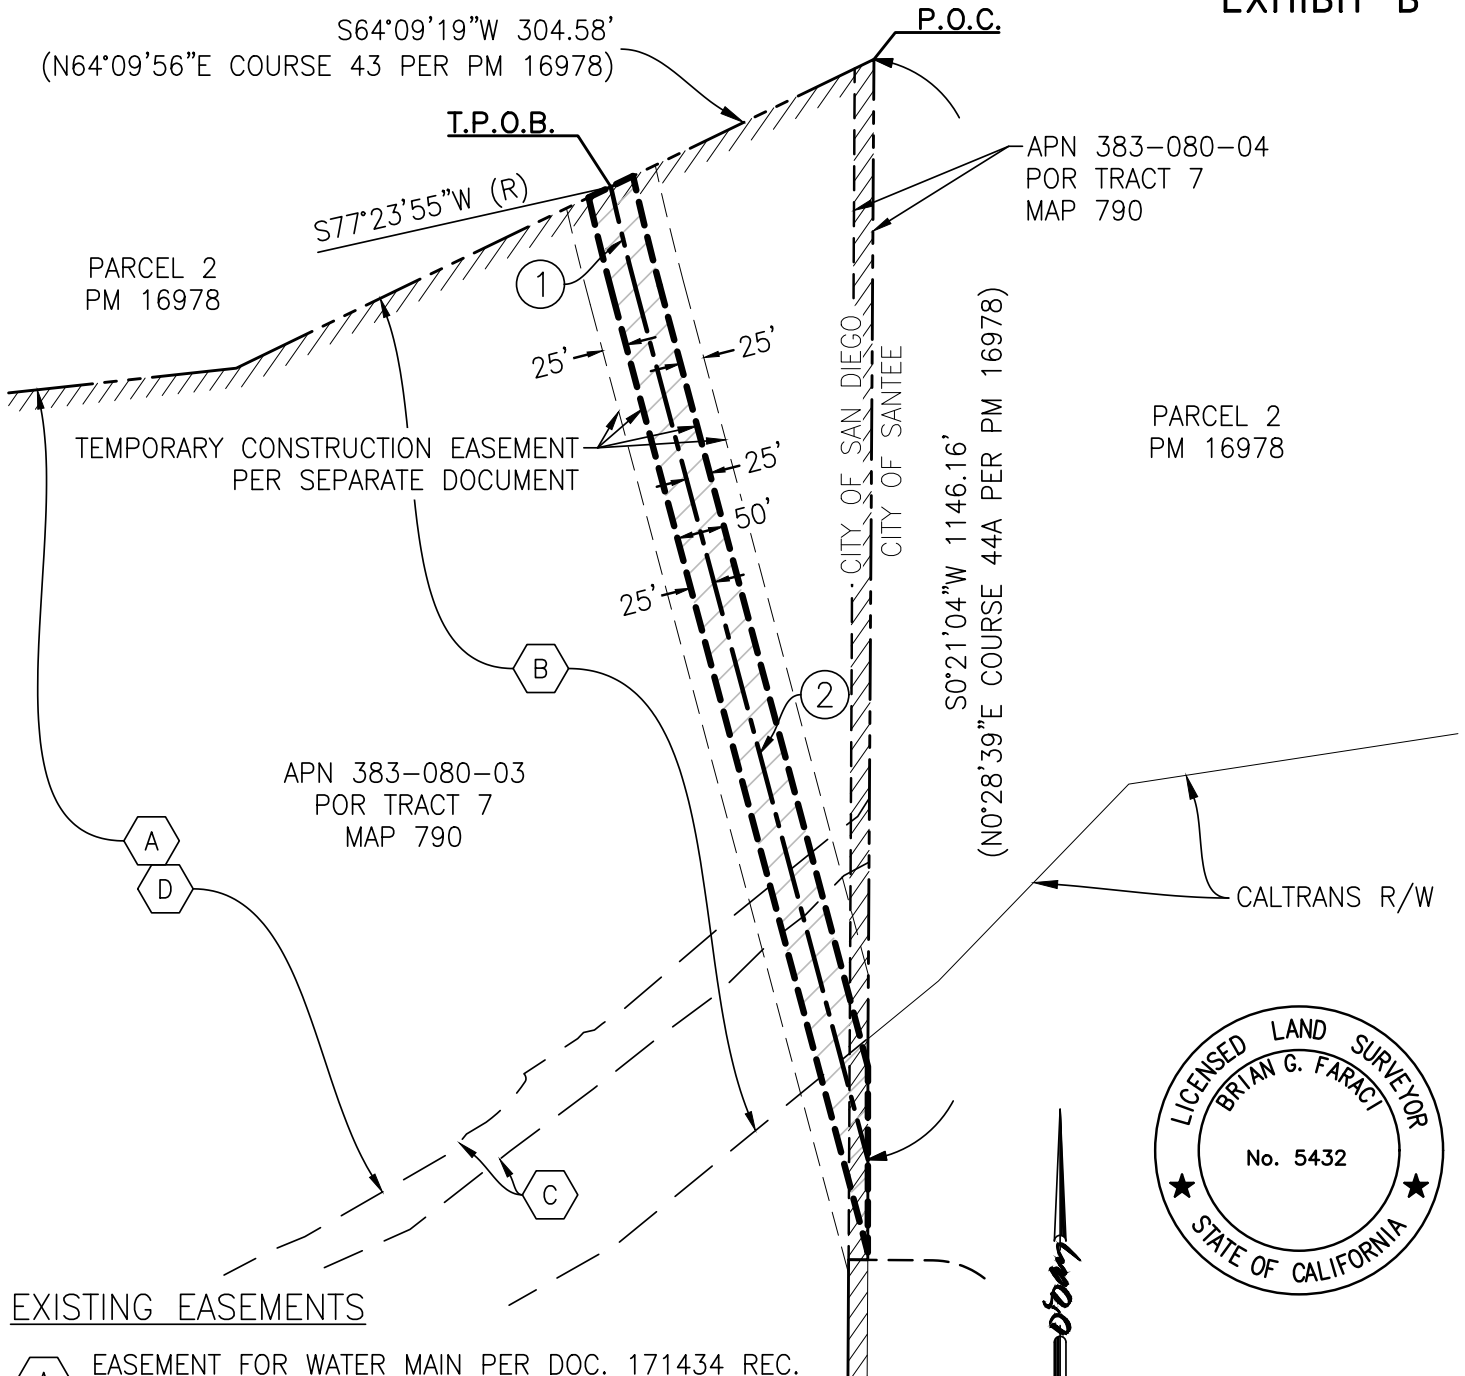 EXHIBIT "B"
P.O.C.
S64°09'19"W 304.58'
(N64°09'56"E COURSE 43 PER PM 16978)
T.P.O.B.
APN 383-080-04
POR TRACT 7
MAP 790
S77°23'55"W (R)
PARCEL 2
PM 16978
1
25'
25'
CITY OF SAN DIEGO
CITY OF SANTEE
S0°21'04"W 1146.16'
(N0°28'39"E COURSE 44A PER PM 16978)
PARCEL 2
PM 16978
TEMPORARY CONSTRUCTION EASEMENT
PER SEPARATE DOCUMENT
25'
50'
25'
B
2
APN 383-080-03
POR TRACT 7
MAP 790
A
D
CALTRANS R/W
LICENSED LAND SURVEYOR
BRIAN G. FARACI
No. 5432
STATE OF CALIFORNIA
C
EXISTING EASEMENTS
A EASEMENT FOR WATER MAIN PER DOC. 171434 REC.